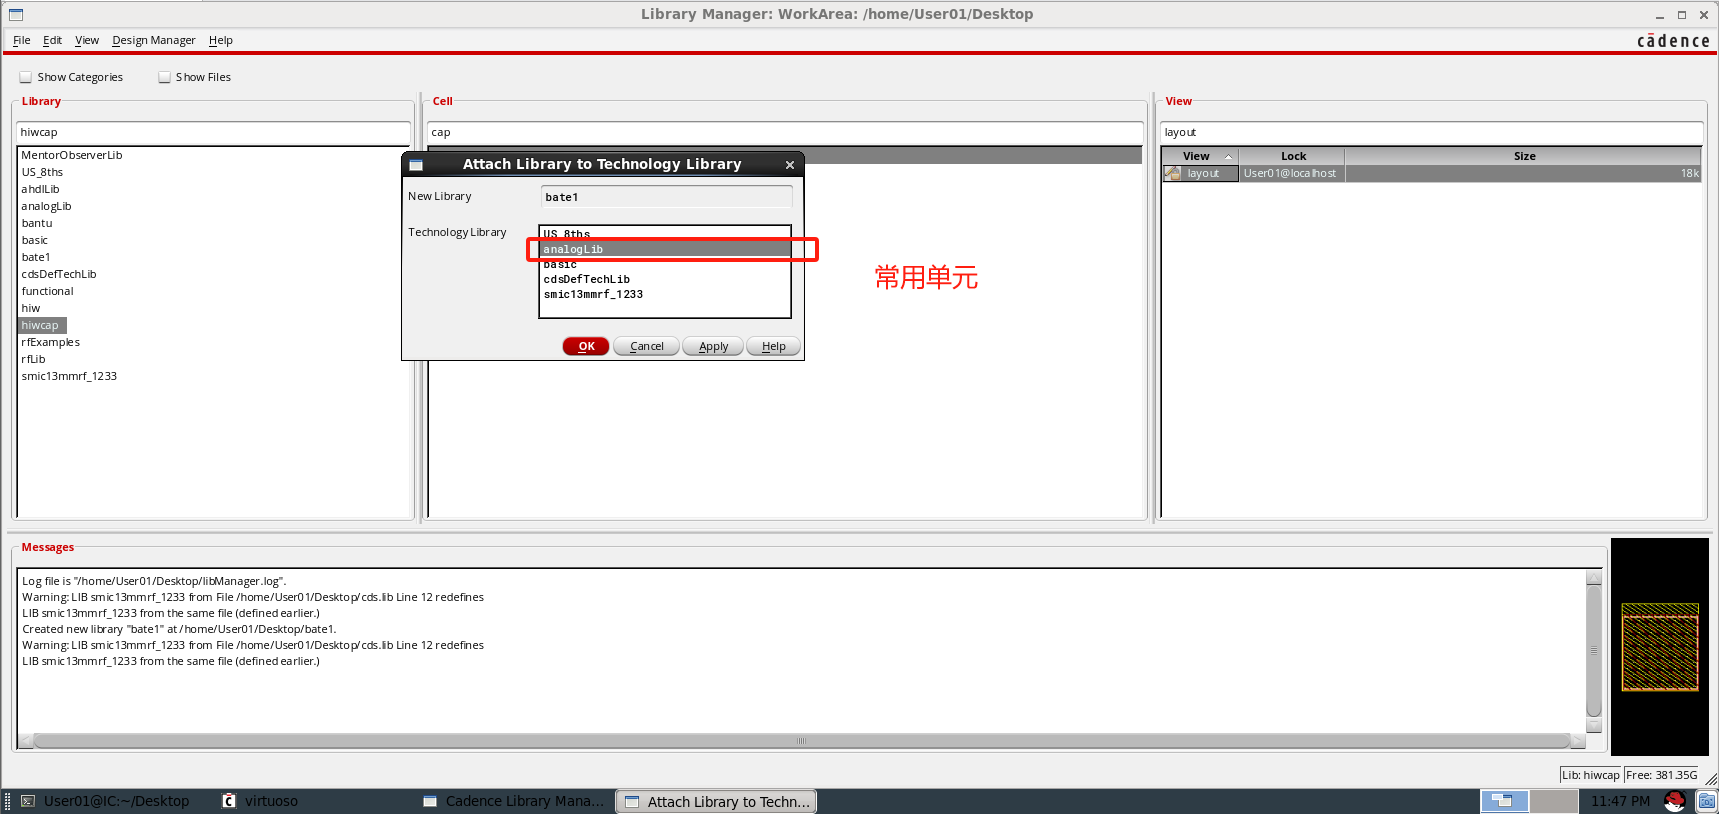 Library Manager: WorkArea: /home/User01/Desktop
File Edit View Design Manager Help
cādence
Show Categories Show Files
Library
hiwcap
MentorObserverLib
US_8ths
ahdlLib
analogLib
bantu
basic
bate1
cdsDefTechLib
functional
hiw
hiwcap
rfExamples
rfLib
smic13mmrf_1233
Cell
cap
View
layout
View Lock Size
layout User01@localhost 18k
Attach Library to Technology Library
New Library bate1
Technology Library
US_8ths
analogLib
basic
cdsDefTechLib
smic13mmrf_1233
OK Cancel Apply Help
常用单元
Messages
Log file is "/home/User01/Desktop/libManager.log".
Warning: LIB smic13mmrf_1233 from File /home/User01/Desktop/cds.lib Line 12 redefines
LIB smic13mmrf_1233 from the same file (defined earlier.)
Created new library "bate1" at /home/User01/Desktop/bate1.
Warning: LIB smic13mmrf_1233 from File /home/User01/Desktop/cds.lib Line 12 redefines
LIB smic13mmrf_1233 from the same file (defined earlier.)
Lib: hiwcap Free: 381.35G
User01@IC:~/Desktop virtuoso Cadence Library Mana... Attach Library to Techn... 11:47 PM